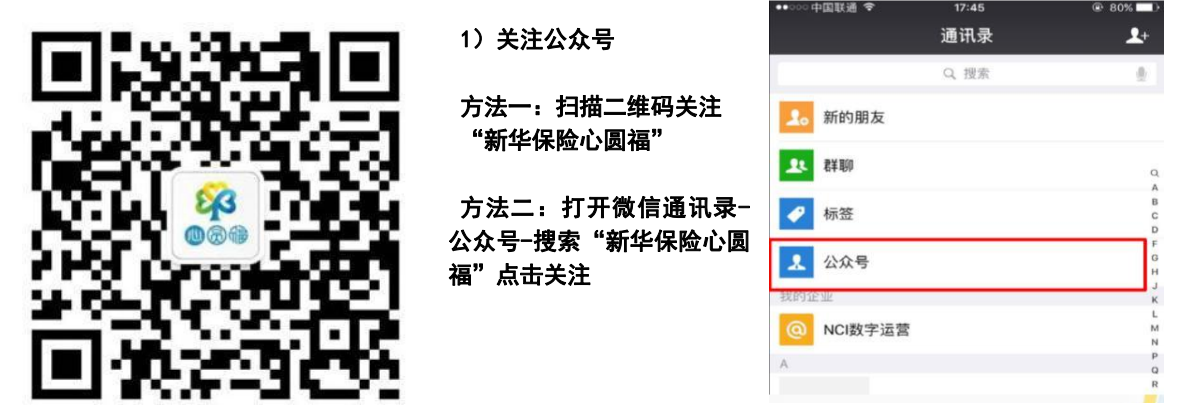 心圆福
1）关注公众号
方法一：扫描二维码关注
“新华保险心圆福”
方法二：打开微信通讯录-
公众号-搜索“新华保险心圆
福”点击关注
中国联通
17:45
80%
通讯录
搜索
新的朋友
群聊
标签
公众号
我的企业
NCI数字运营
A
A
B
C
D
F
G
H
J
K
L
M
N
P
Q
R